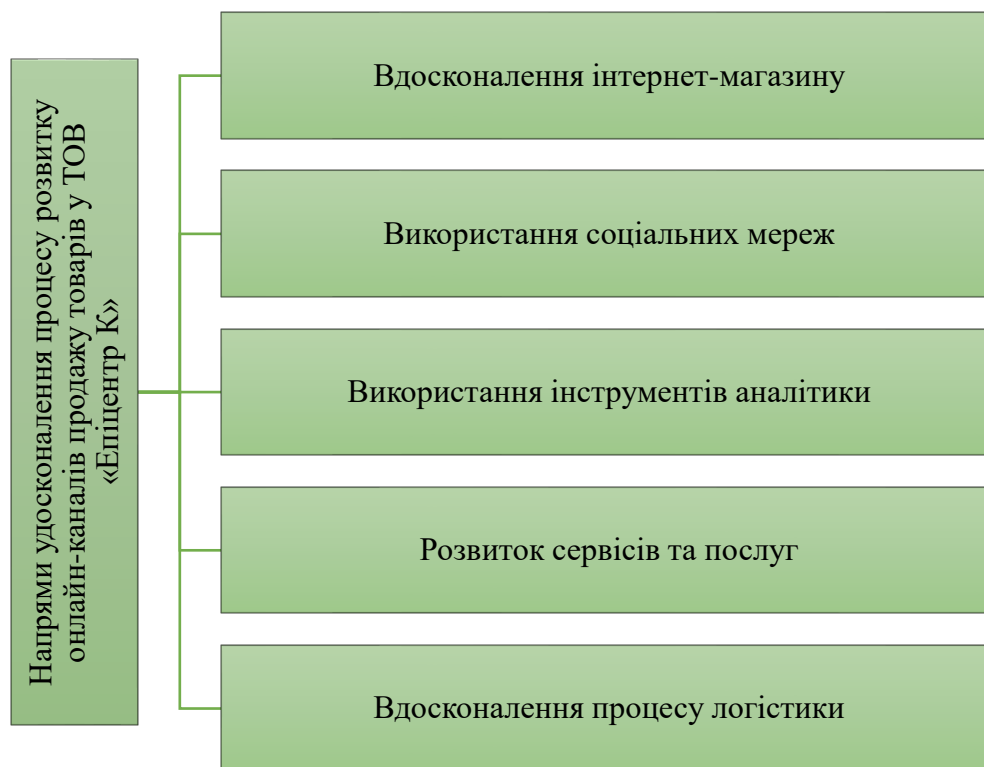 Напрями удосконалення процесу розвитку
онлайн-каналів продажу товарів у ТОВ
«Епіцентр К»
Вдосконалення інтернет-магазину
Використання соціальних мереж
Використання інструментів аналітики
Розвиток сервісів та послуг
Вдосконалення процесу логістики